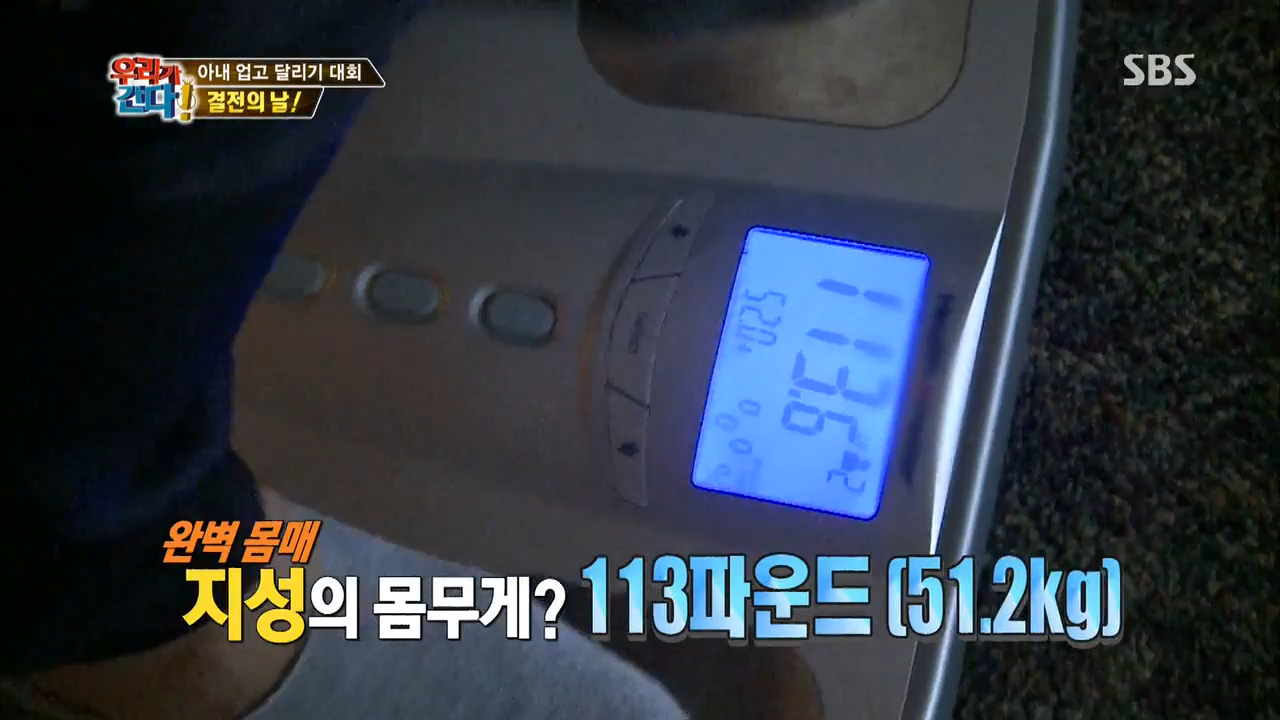 우리가 간다!
아내 업고 달리기 대회
결전의 날!
SBS
113.6
완벽 몸매
지성의 몸무게? 113파운드 (51.2kg)